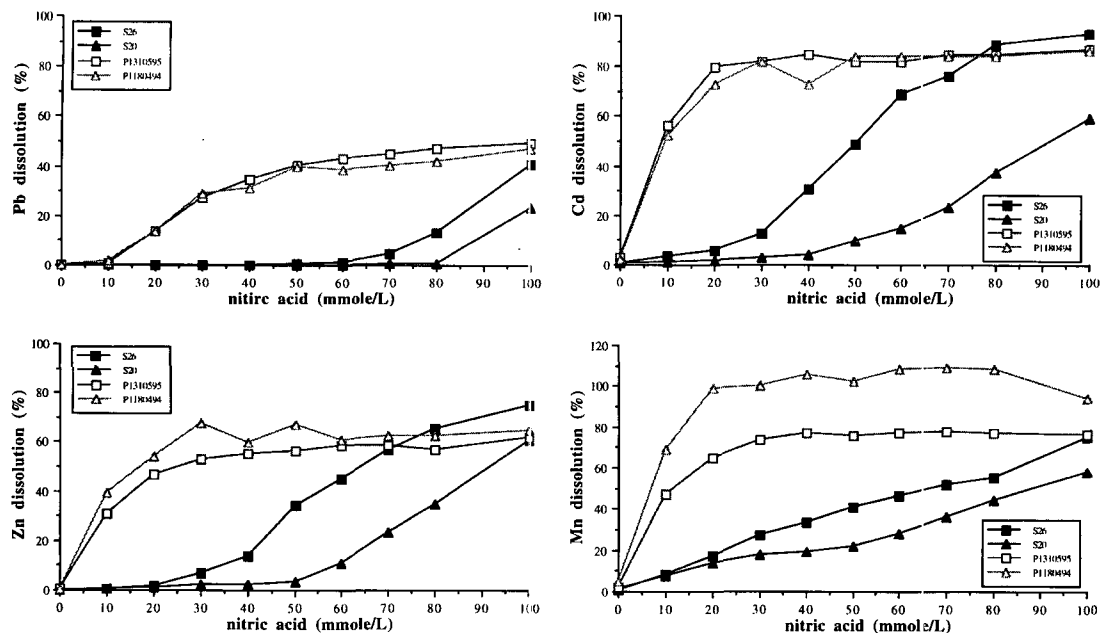 100
80
60
40
20
0
Pb dissolution (%)
S26
S20
P1310595
P1180494
0 10 20 30 40 50 60 70 80 90 100
nitirc acid (mmole/L)
100
80
60
40
20
0
Cd dissolution (%)
S26
S20
P1310595
P1180494
0 10 20 30 40 50 60 70 80 90 100
nitric acid (mmole/L)
100
80
60
40
20
0
Zn dissolution (%)
S26
S20
P1310595
P1180494
0 10 20 30 40 50 60 70 80 90 100
nitric acid (mmole/L)
120
100
80
60
40
20
0
Mn dissolution (%)
S26
S20
P1310595
P1180494
0 10 20 30 40 50 60 70 80 90 100
nitric acid (mmole/L)